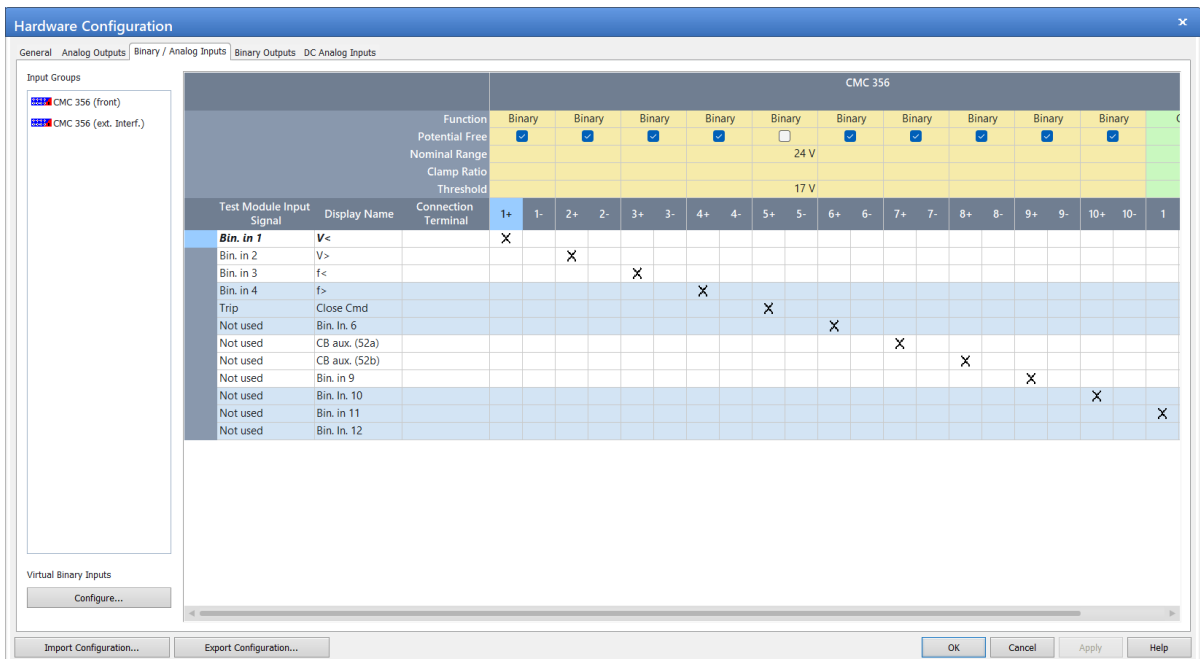 Hardware Configuration
General Analog Outputs Binary / Analog Inputs Binary Outputs DC Analog Inputs
Input Groups
CMC 356 (front)
CMC 356 (ext. Interf.)
CMC 356
Function Binary Binary Binary Binary Binary Binary Binary Binary Binary Binary
Potential Free
Nominal Range 24 V
Clamp Ratio
Threshold 17 V
Test Module Input Signal Display Name Connection Terminal 1+ 1- 2+ 2- 3+ 3- 4+ 4- 5+ 5- 6+ 6- 7+ 7- 8+ 8- 9+ 9- 10+ 10- 1
Bin. in 1 V< X
Bin. in 2 V> X
Bin. in 3 f< X
Bin. in 4 f> X
Trip Close Cmd X
Not used Bin. In. 6 X
Not used CB aux. (52a) X
Not used CB aux. (52b) X
Not used Bin. in 9 X
Not used Bin. In. 10 X
Not used Bin. in 11 X
Not used Bin. In. 12
Virtual Binary Inputs
Configure...
Import Configuration... Export Configuration... OK Cancel Apply Help